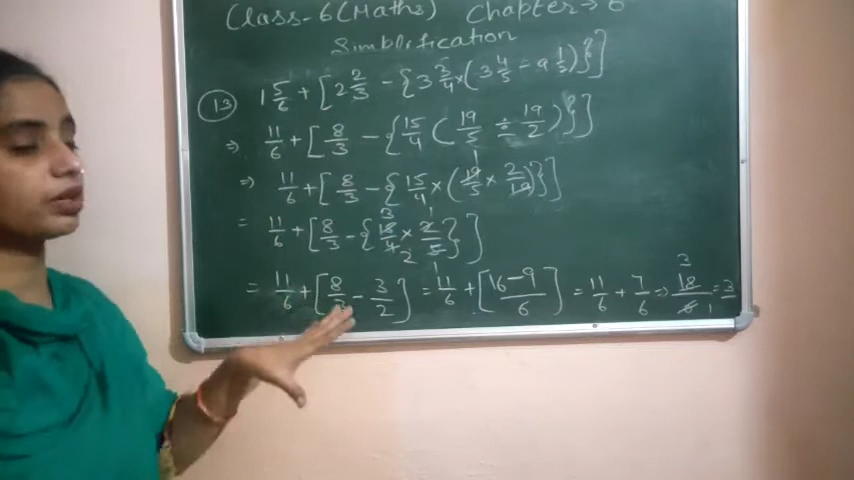 Class-6 (Maths) Chapter → 6
Simplification
13 1 5/6 + [2 2/3 - {3 3/4 × (3 4/5 ÷ 9 1/2)}]
⇒ 11/6 + [8/3 - {15/4 (19/5 ÷ 19/2)}]
⇒ 11/6 + [8/3 - {15/4 × (19/5 × 2/19)}]
= 11/6 + [8/3 - {15/4 × 2/5}]
= 11/6 + [8/3 - 3/2] = 11/6 + [16-9/6] = 11/6 + 7/6 ⇒ 18/6 = 3